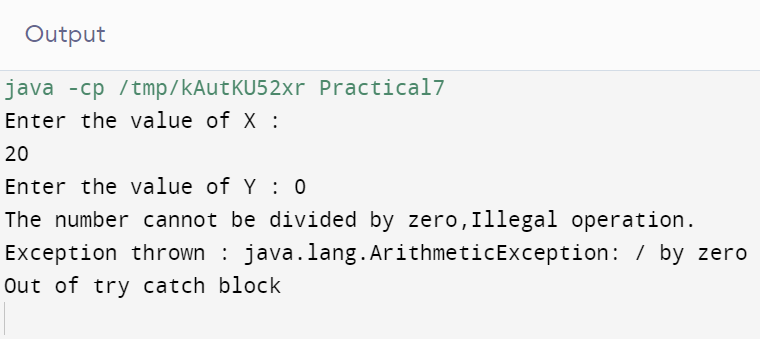 Output
java -cp /tmp/kAutKU52xr Practical7
Enter the value of X :
20
Enter the value of Y : 0
The number cannot be divided by zero,Illegal operation.
Exception thrown : java.lang.ArithmeticException: / by zero
Out of try catch block